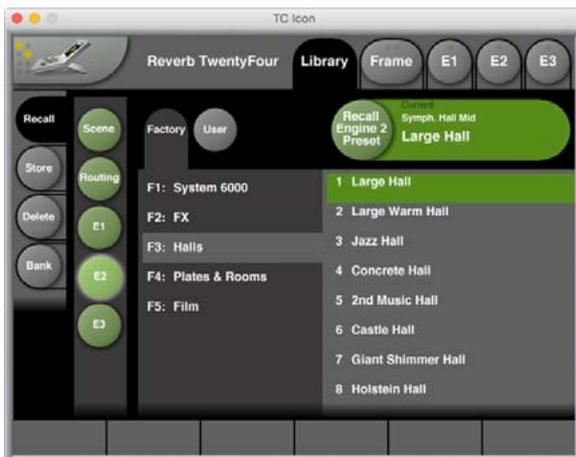 TC Icon
Reverb TwentyFour
Library
Frame
E1
E2
E3
Recall
Store
Delete
Bank
Scene
Routing
E1
E2
E3
Factory
User
Recall
Engine 2
Preset
Current
Symph. Hall Mid
Large Hall
F1: System 6000
F2: FX
F3: Halls
F4: Plates & Rooms
F5: Film
1 Large Hall
2 Large Warm Hall
3 Jazz Hall
4 Concrete Hall
5 2nd Music Hall
6 Castle Hall
7 Giant Shimmer Hall
8 Holstein Hall